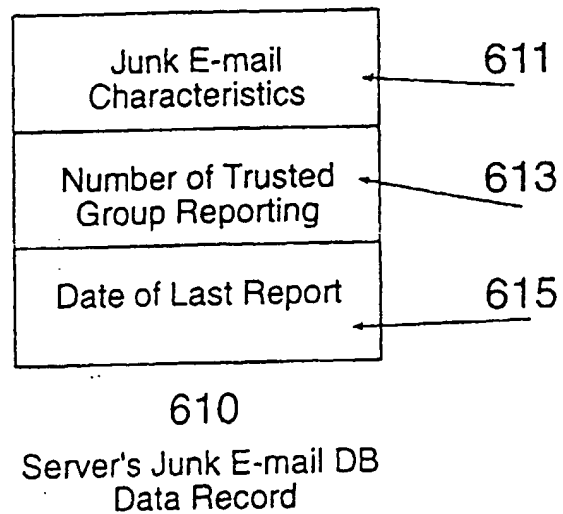 Junk E-mail
Characteristics
611
Number of Trusted
Group Reporting
613
Date of Last Report
615
610
Server's Junk E-mail DB
Data Record